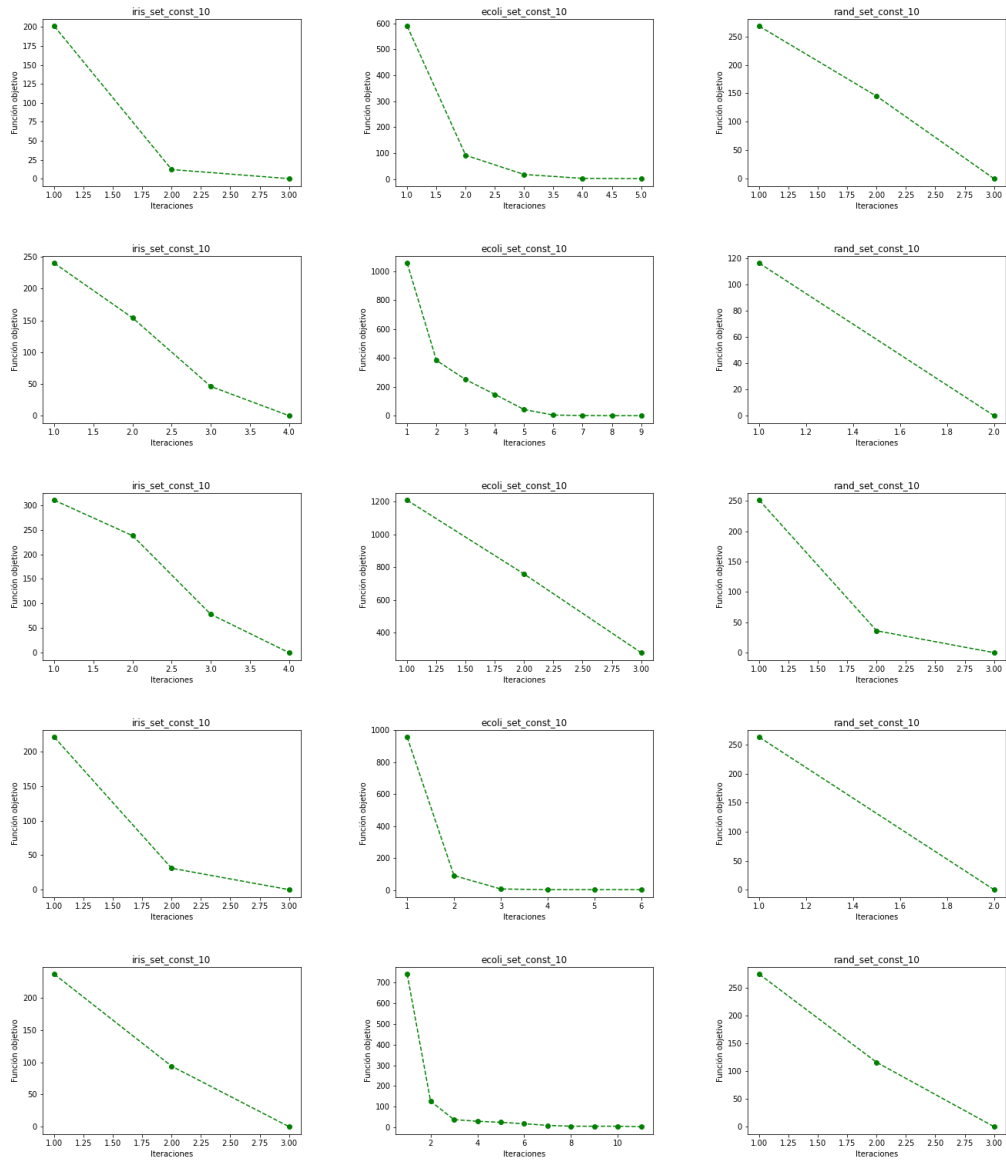 iris_set_const_10
Función objetivo
200
175
150
125
100
75
50
25
0
1.00 1.25 1.50 1.75 2.00 2.25 2.50 2.75 3.00
Iteraciones
ecoli_set_const_10
Función objetivo
600
500
400
300
200
100
0
1.0 1.5 2.0 2.5 3.0 3.5 4.0 4.5 5.0
Iteraciones
rand_set_const_10
Función objetivo
250
200
150
100
50
0
1.00 1.25 1.50 1.75 2.00 2.25 2.50 2.75 3.00
Iteraciones
iris_set_const_10
Función objetivo
250
200
150
100
50
0
1.0 1.5 2.0 2.5 3.0 3.5 4.0
Iteraciones
ecoli_set_const_10
Función objetivo
1000
800
600
400
200
0
1 2 3 4 5 6 7 8 9
Iteraciones
rand_set_const_10
Función objetivo
120
100
80
60
40
20
0
1.0 1.2 1.4 1.6 1.8 2.0
Iteraciones
iris_set_const_10
Función objetivo
300
250
200
150
100
50
0
1.0 1.5 2.0 2.5 3.0 3.5 4.0
Iteraciones
ecoli_set_const_10
Función objetivo
1200
1000
800
600
400
1.00 1.25 1.50 1.75 2.00 2.25 2.50 2.75 3.00
Iteraciones
rand_set_const_10
Función objetivo
250
200
150
100
50
0
1.00 1.25 1.50 1.75 2.00 2.25 2.50 2.75 3.00
Iteraciones
iris_set_const_10
Función objetivo
200
150
100
50
0
1.00 1.25 1.50 1.75 2.00 2.25 2.50 2.75 3.00
Iteraciones
ecoli_set_const_10
Función objetivo
1000
800
600
400
200
0
1 2 3 4 5 6
Iteraciones
rand_set_const_10
Función objetivo
250
200
150
100
50
0
1.0 1.2 1.4 1.6 1.8 2.0
Iteraciones
iris_set_const_10
Función objetivo
200
150
100
50
0
1.00 1.25 1.50 1.75 2.00 2.25 2.50 2.75 3.00
Iteraciones
ecoli_set_const_10
Función objetivo
700
600
500
400
300
200
100
0
2 4 6 8 10
Iteraciones
rand_set_const_10
Función objetivo
250
200
150
100
50
0
1.00 1.25 1.50 1.75 2.00 2.25 2.50 2.75 3.00
Iteraciones